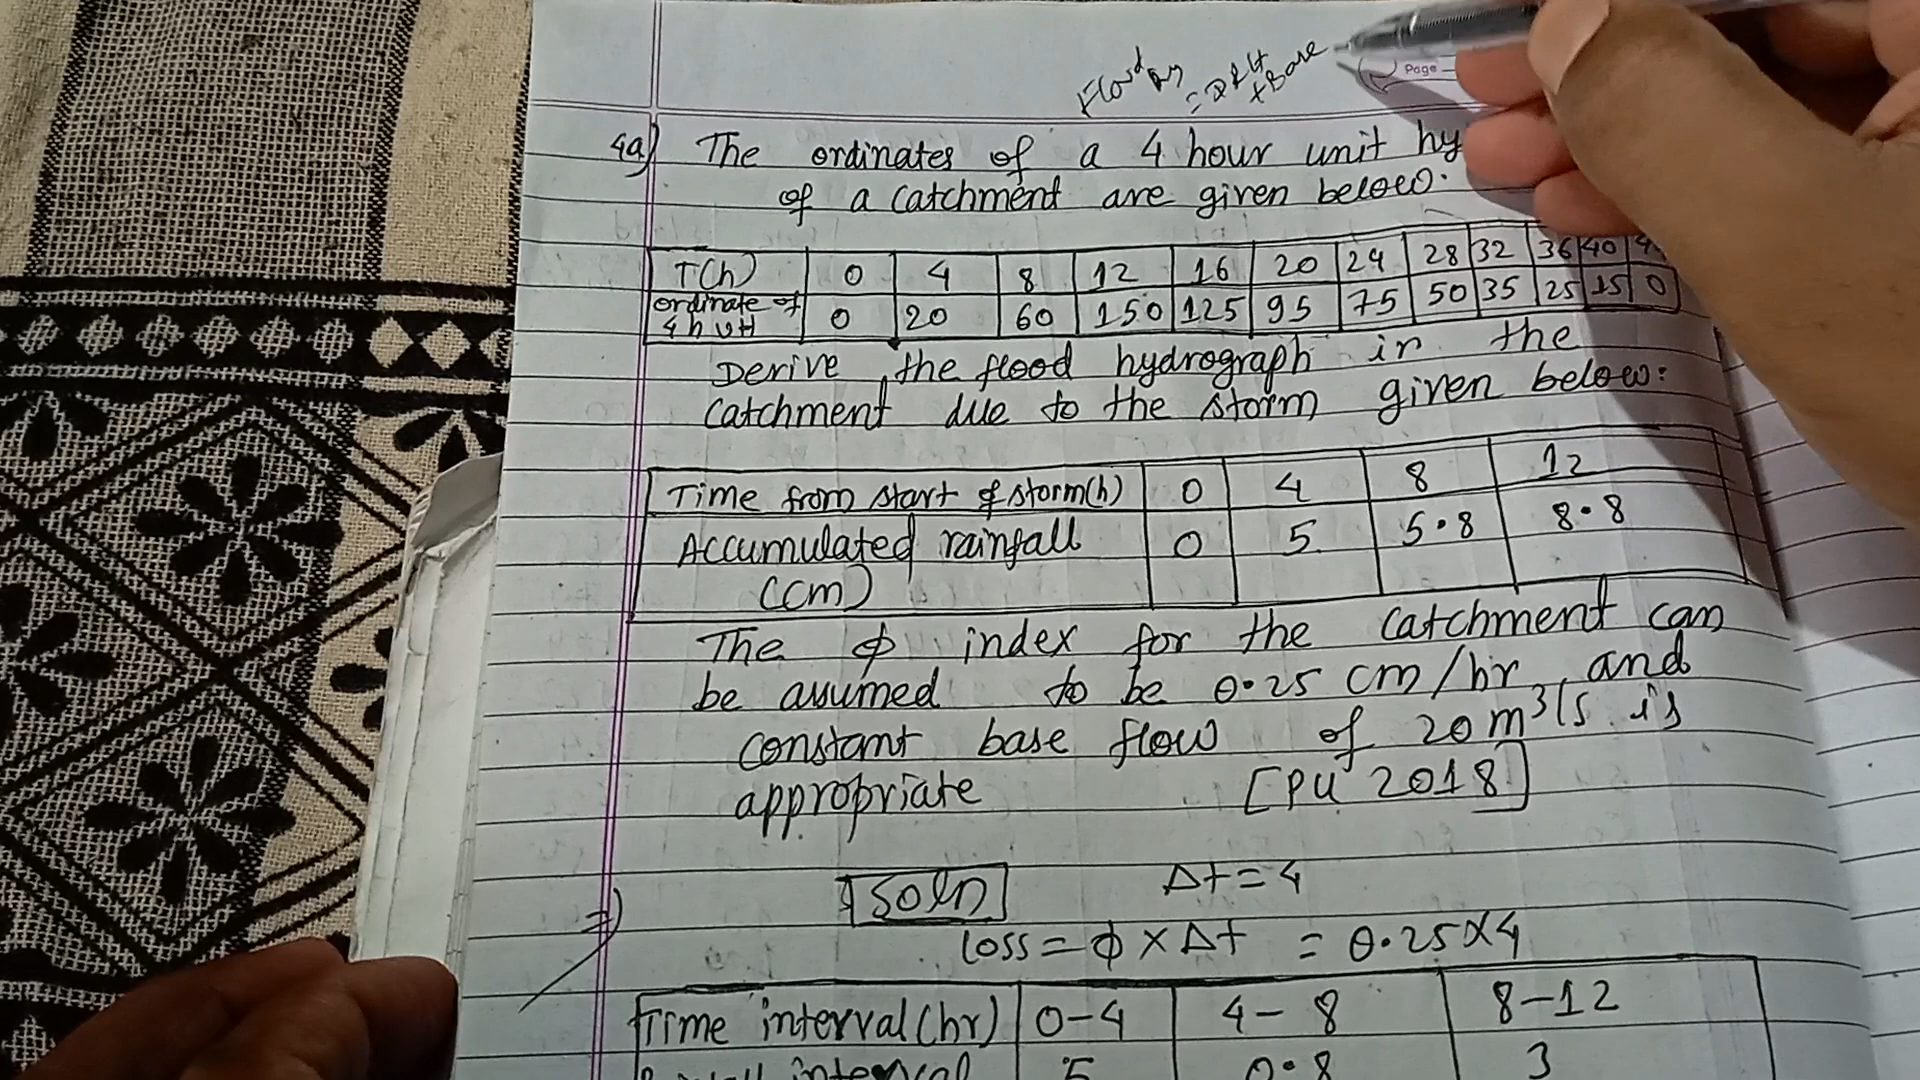 Flood hy
= DRH
+ Base
Page
4a) The ordinates of a 4 hour unit hy
of a catchment are given below.
T(h) 0 4 8 12 16 20 24 28 32 36 40 4
ordinate of 4h UH 0 20 60 150 125 95 75 50 35 25 15 0
Derive the flood hydrograph in the
catchment due to the storm given below:
Time from start of storm(h) 0 4 8 12
Accumulated rainfall 0 5 5.8 8.8
(cm)
The ϕ index for the catchment can
be assumed to be 0.25 cm/hr and
constant base flow of 20 m³/s is
appropriate [PU 2018]
⇒) Soln Δt = 4
loss = ϕ × Δt = 0.25×4
Time interval (hr) 0-4 4-8 8-12
interval 5 0.8 3